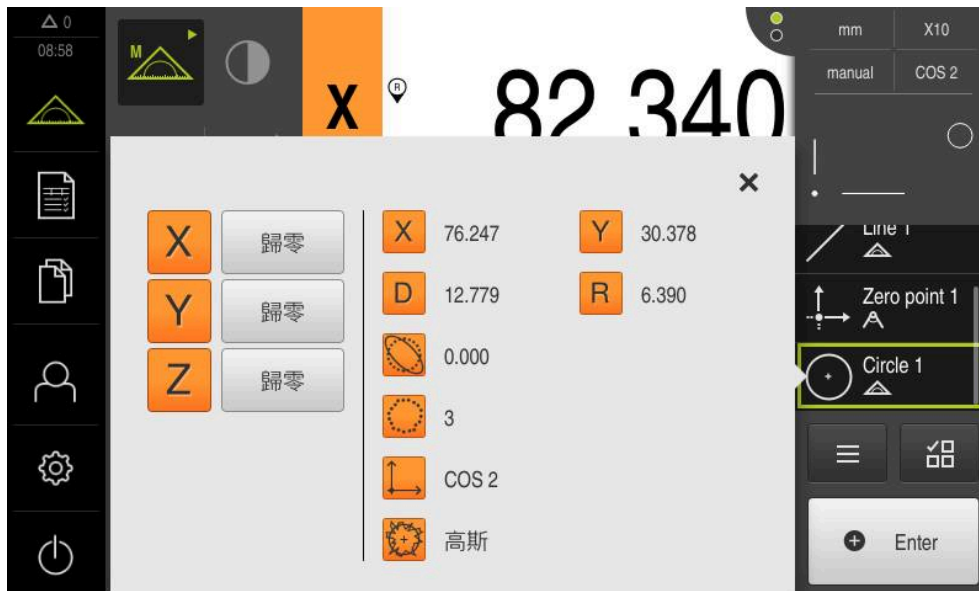 0
08:58
M
X
R
82.340
mm X10
manual COS 2
X 歸零
Y 歸零
Z 歸零
X 76.247 Y 30.378
D 12.779 R 6.390
0.000
3
COS 2
高斯
Line 1
Zero point 1
Circle 1
Enter